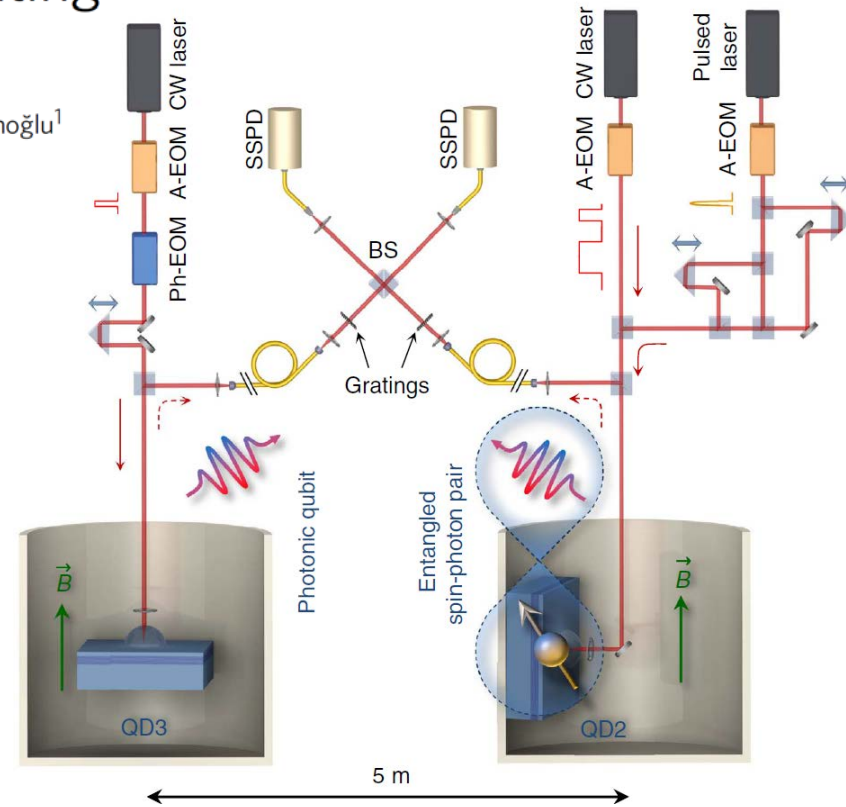 CW laser
A-EOM
Ph-EOM
SSPD
SSPD
BS
CW laser
A-EOM
Pulsed laser
A-EOM
Gratings
Photonic qubit
Entangled
spin-photon pair
B
B
QD3
QD2
5 m